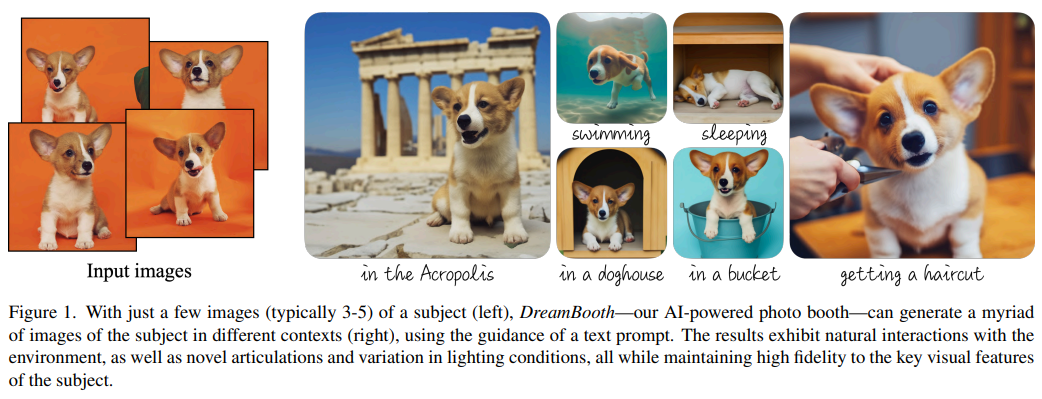 swimming
sleeping
Input images
in the Acropolis
in a doghouse
in a bucket
getting a haircut
Figure 1. With just a few images (typically 3-5) of a subject (left), DreamBooth—our AI-powered photo booth—can generate a myriad
of images of the subject in different contexts (right), using the guidance of a text prompt. The results exhibit natural interactions with the
environment, as well as novel articulations and variation in lighting conditions, all while maintaining high fidelity to the key visual features
of the subject.